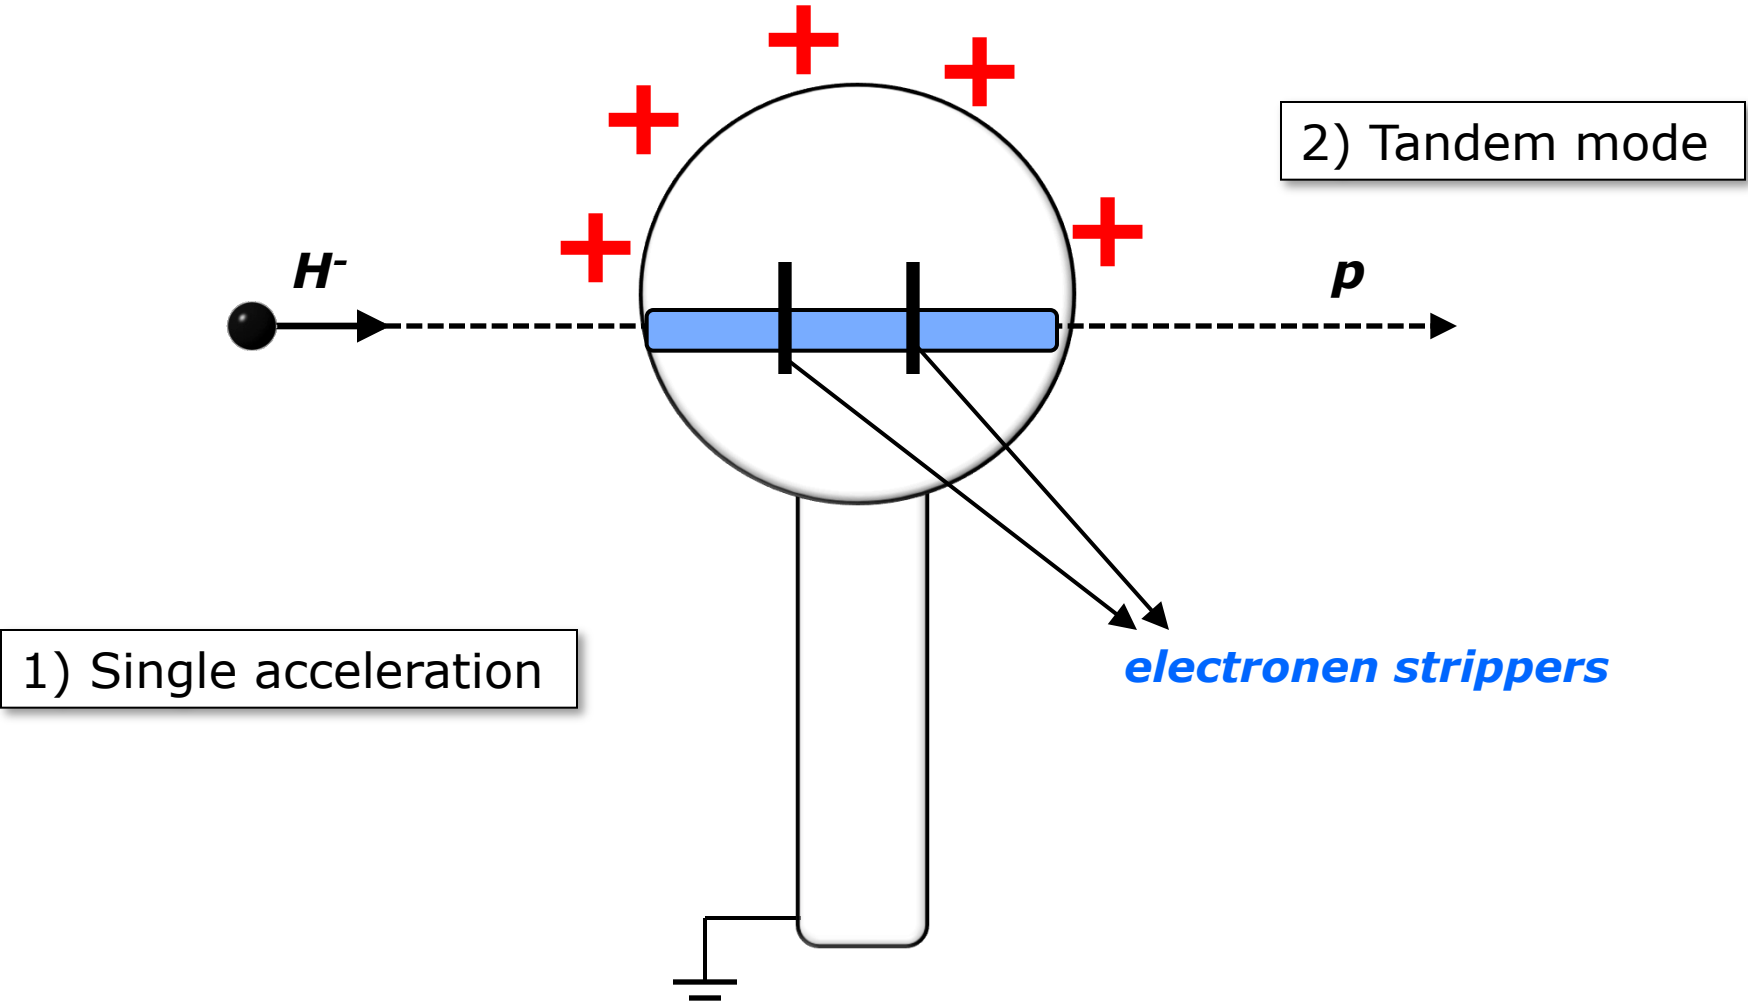 2) Tandem mode
H-
p
electronen strippers
1) Single acceleration